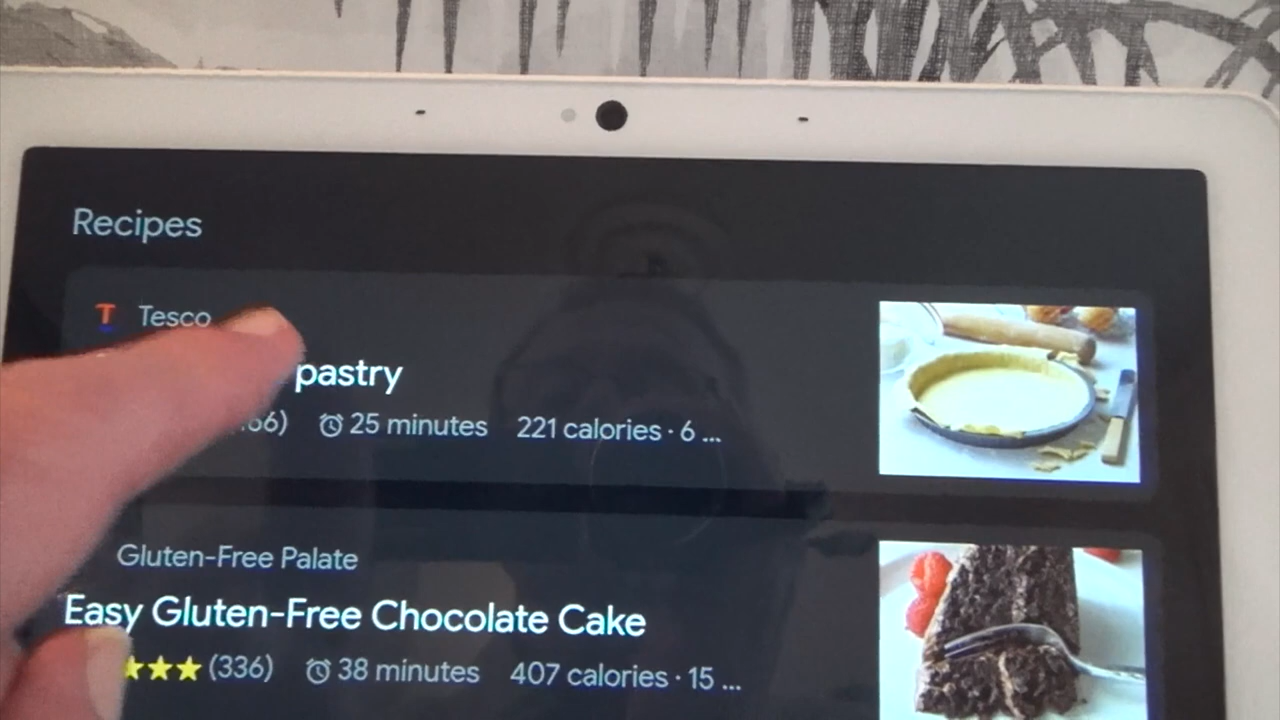 Recipes
T Tesco
pastry
66) 25 minutes 221 calories · 6 ...
Gluten-Free Palate
Easy Gluten-Free Chocolate Cake
(336) 38 minutes 407 calories · 15 ...